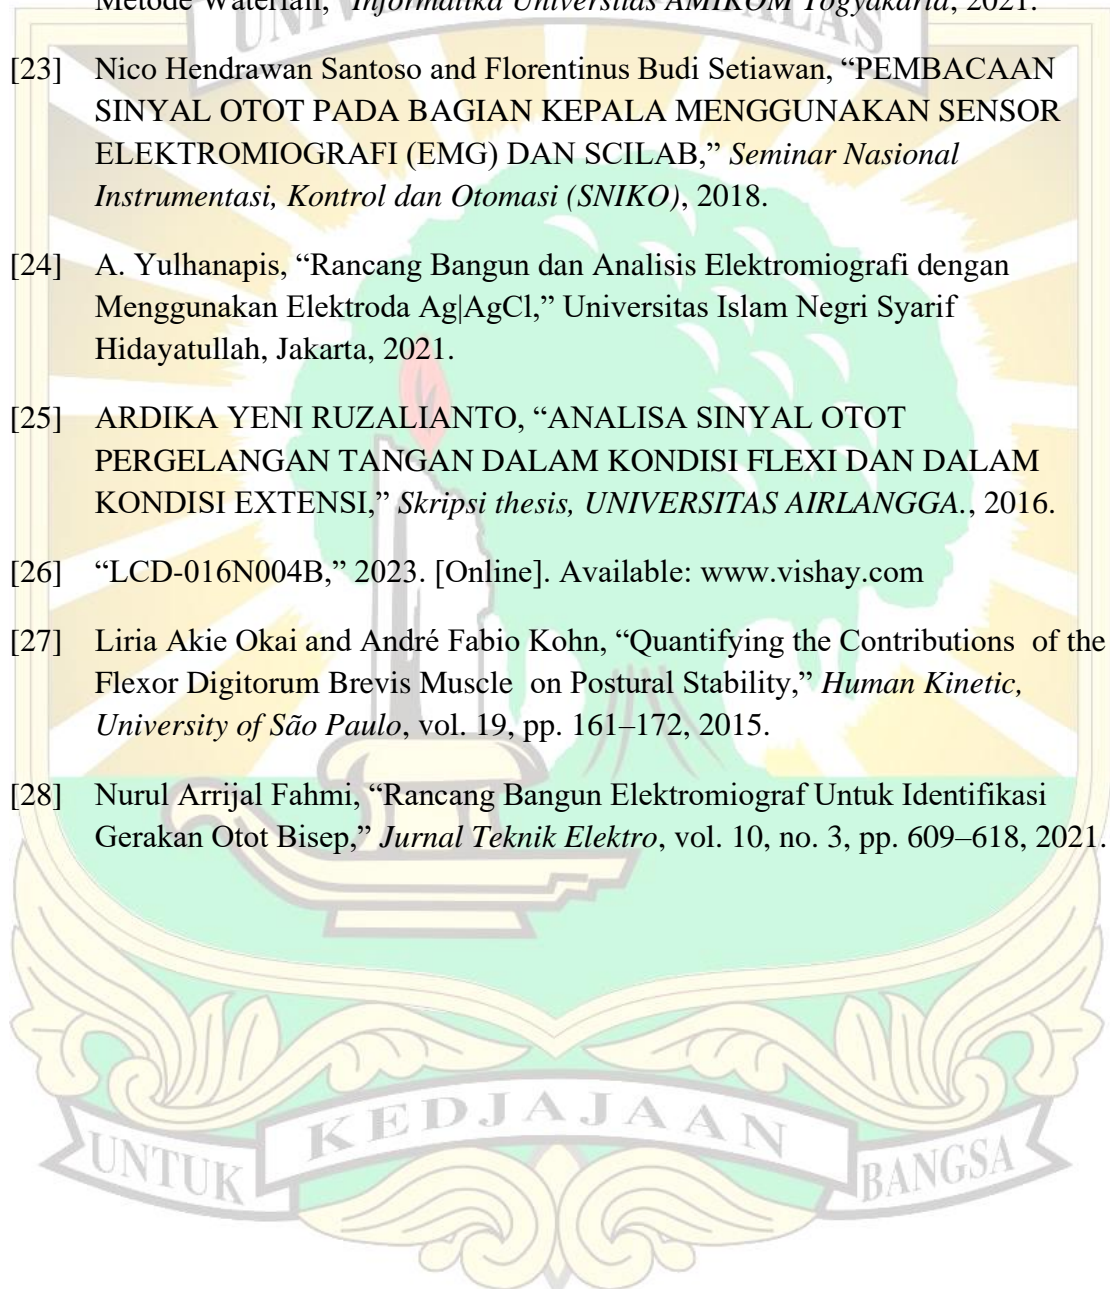 Metode Waterfall,” Informatika Universitas AMIKOM Yogyakarta, 2021.
[23] Nico Hendrawan Santoso and Florentinus Budi Setiawan, “PEMBACAAN
SINYAL OTOT PADA BAGIAN KEPALA MENGGUNAKAN SENSOR
ELEKTROMIOGRAFI (EMG) DAN SCILAB,” Seminar Nasional
Instrumentasi, Kontrol dan Otomasi (SNIKO), 2018.
[24] A. Yulhanapis, “Rancang Bangun dan Analisis Elektromiografi dengan
Menggunakan Elektroda Ag|AgCl,” Universitas Islam Negri Syarif
Hidayatullah, Jakarta, 2021.
[25] ARDIKA YENI RUZALIANTO, “ANALISA SINYAL OTOT
PERGELANGAN TANGAN DALAM KONDISI FLEXI DAN DALAM
KONDISI EXTENSI,” Skripsi thesis, UNIVERSITAS AIRLANGGA., 2016.
[26] “LCD-016N004B,” 2023. [Online]. Available: www.vishay.com
[27] Liria Akie Okai and André Fabio Kohn, “Quantifying the Contributions of the
Flexor Digitorum Brevis Muscle on Postural Stability,” Human Kinetic,
University of São Paulo, vol. 19, pp. 161–172, 2015.
[28] Nurul Arrijal Fahmi, “Rancang Bangun Elektromiograf Untuk Identifikasi
Gerakan Otot Bisep,” Jurnal Teknik Elektro, vol. 10, no. 3, pp. 609–618, 2021.
UNTUK KEDJAJAAN BANGSA